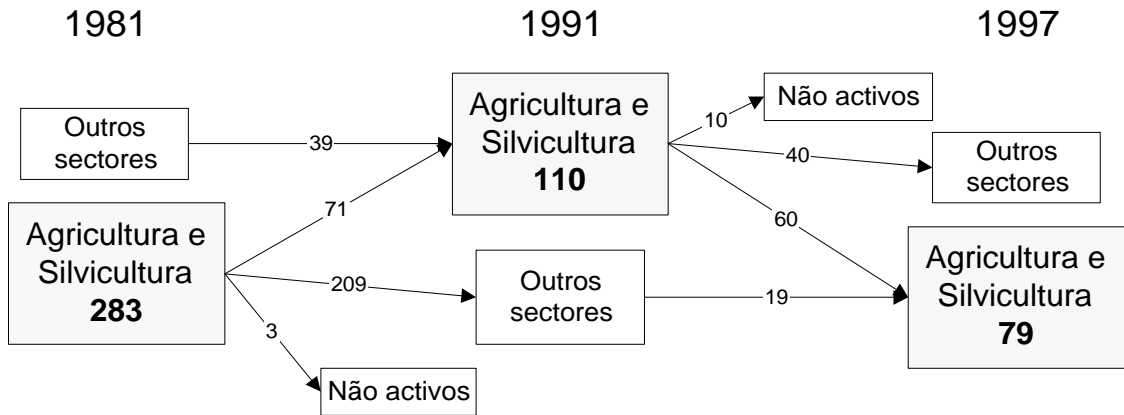 1981
1991
1997
Outros
sectores
39
Agricultura e
Silvicultura
110
10
Não activos
40
Outros
sectores
71
60
Agricultura e
Silvicultura
283
209
Outros
sectores
19
Agricultura e
Silvicultura
79
3
Não activos